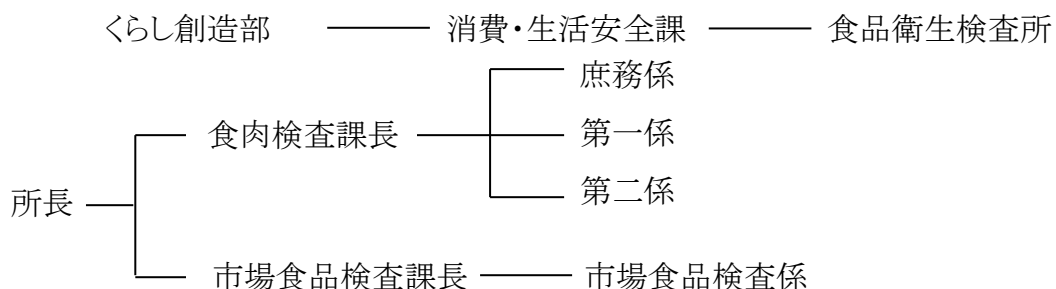 くらし創造部 消費・生活安全課 食品衛生検査所
庶務係
食肉検査課長 第一係
第二係
所長
市場食品検査課長 市場食品検査係